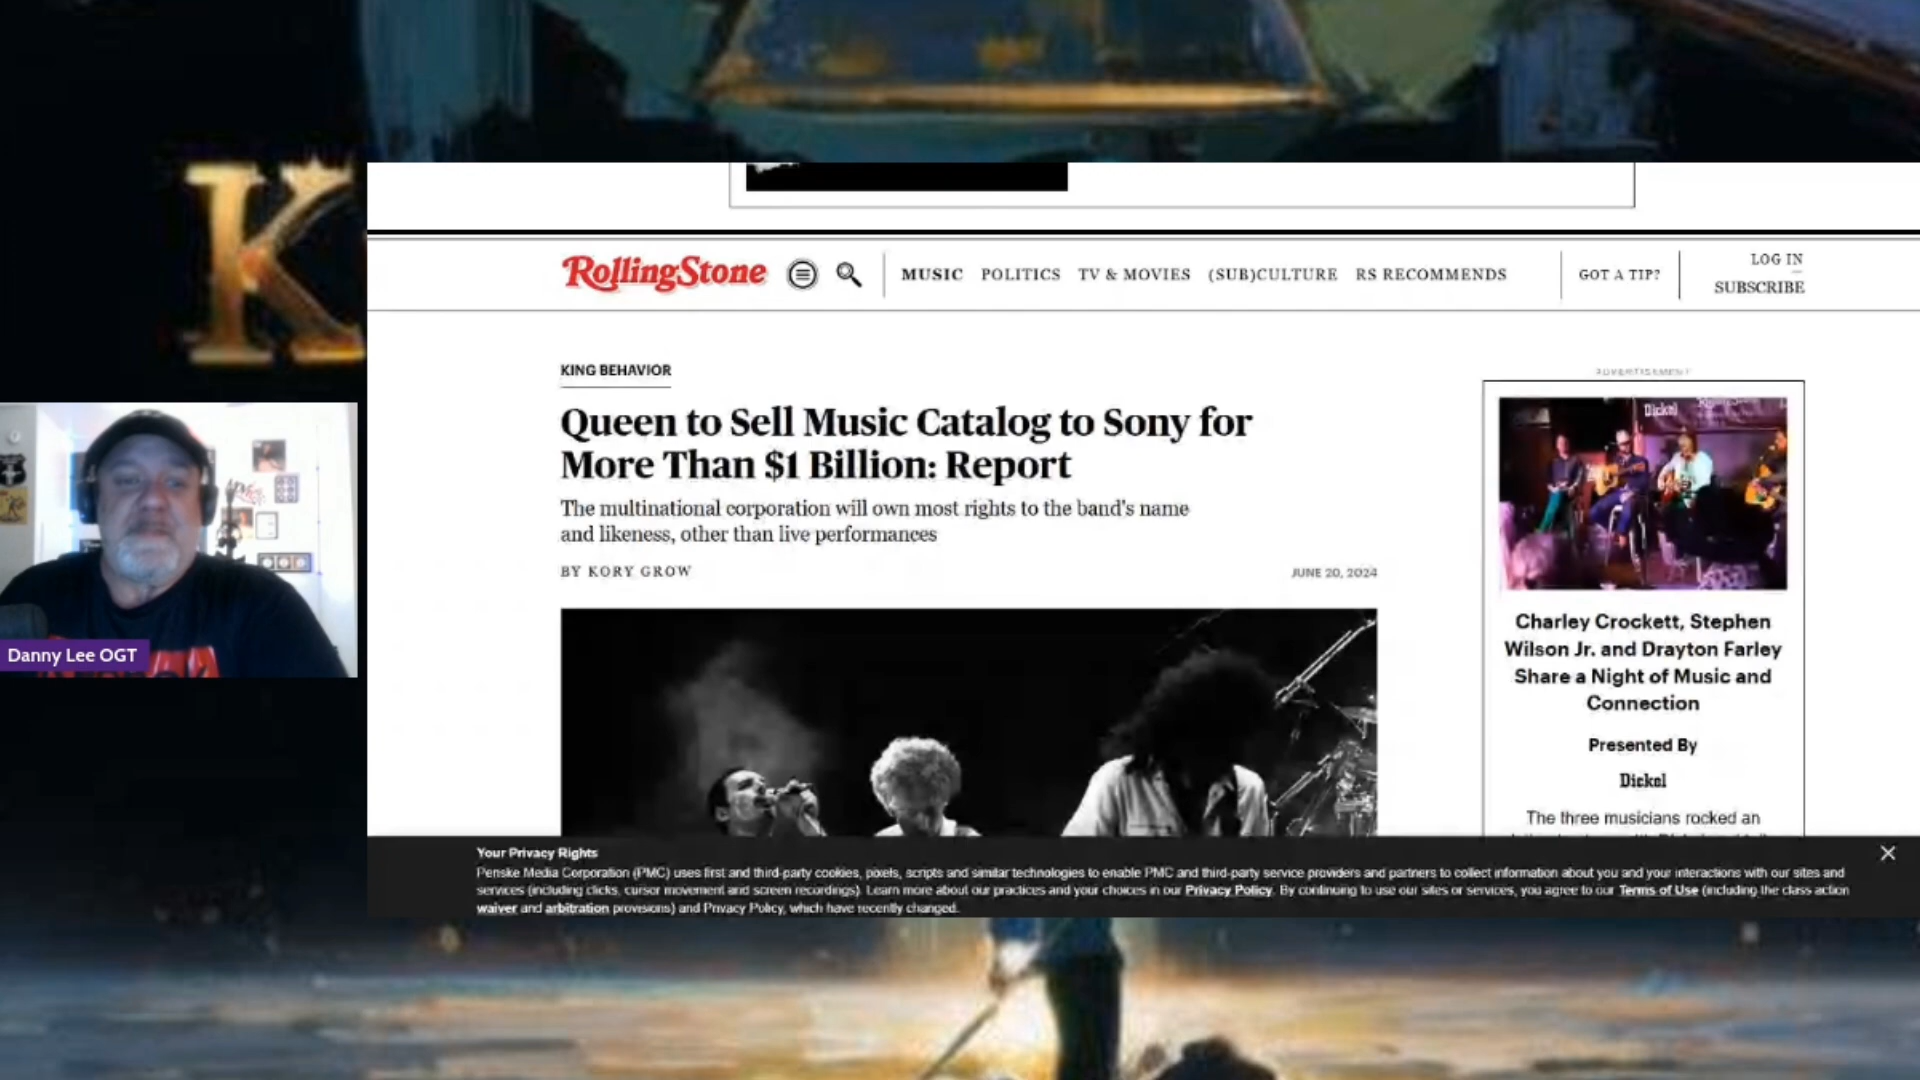 K
RollingStone
MUSIC POLITICS TV & MOVIES (SUB)CULTURE RS RECOMMENDS
GOT A TIP?
LOG IN
SUBSCRIBE
KING BEHAVIOR
Queen to Sell Music Catalog to Sony for
More Than $1 Billion: Report
The multinational corporation will own most rights to the band's name
and likeness, other than live performances
BY KORY GROW
JUNE 20, 2024
ADVERTISEMENT
Dickel
Charley Crockett, Stephen
Wilson Jr. and Drayton Farley
Share a Night of Music and
Connection
Presented By
Dickel
The three musicians rocked an
Danny Lee OGT
Your Privacy Rights
Penske Media Corporation (PMC) uses first and third-party cookies, pixels, scripts and similar technologies to enable PMC and third-party service providers and partners to collect information about you and your interactions with our sites and
services (including clicks, cursor movement and screen recordings). Learn more about our practices and your choices in our Privacy Policy. By continuing to use our sites or services, you agree to our Terms of Use (including the class action
waiver and arbitration provisions) and Privacy Policy, which have recently changed.